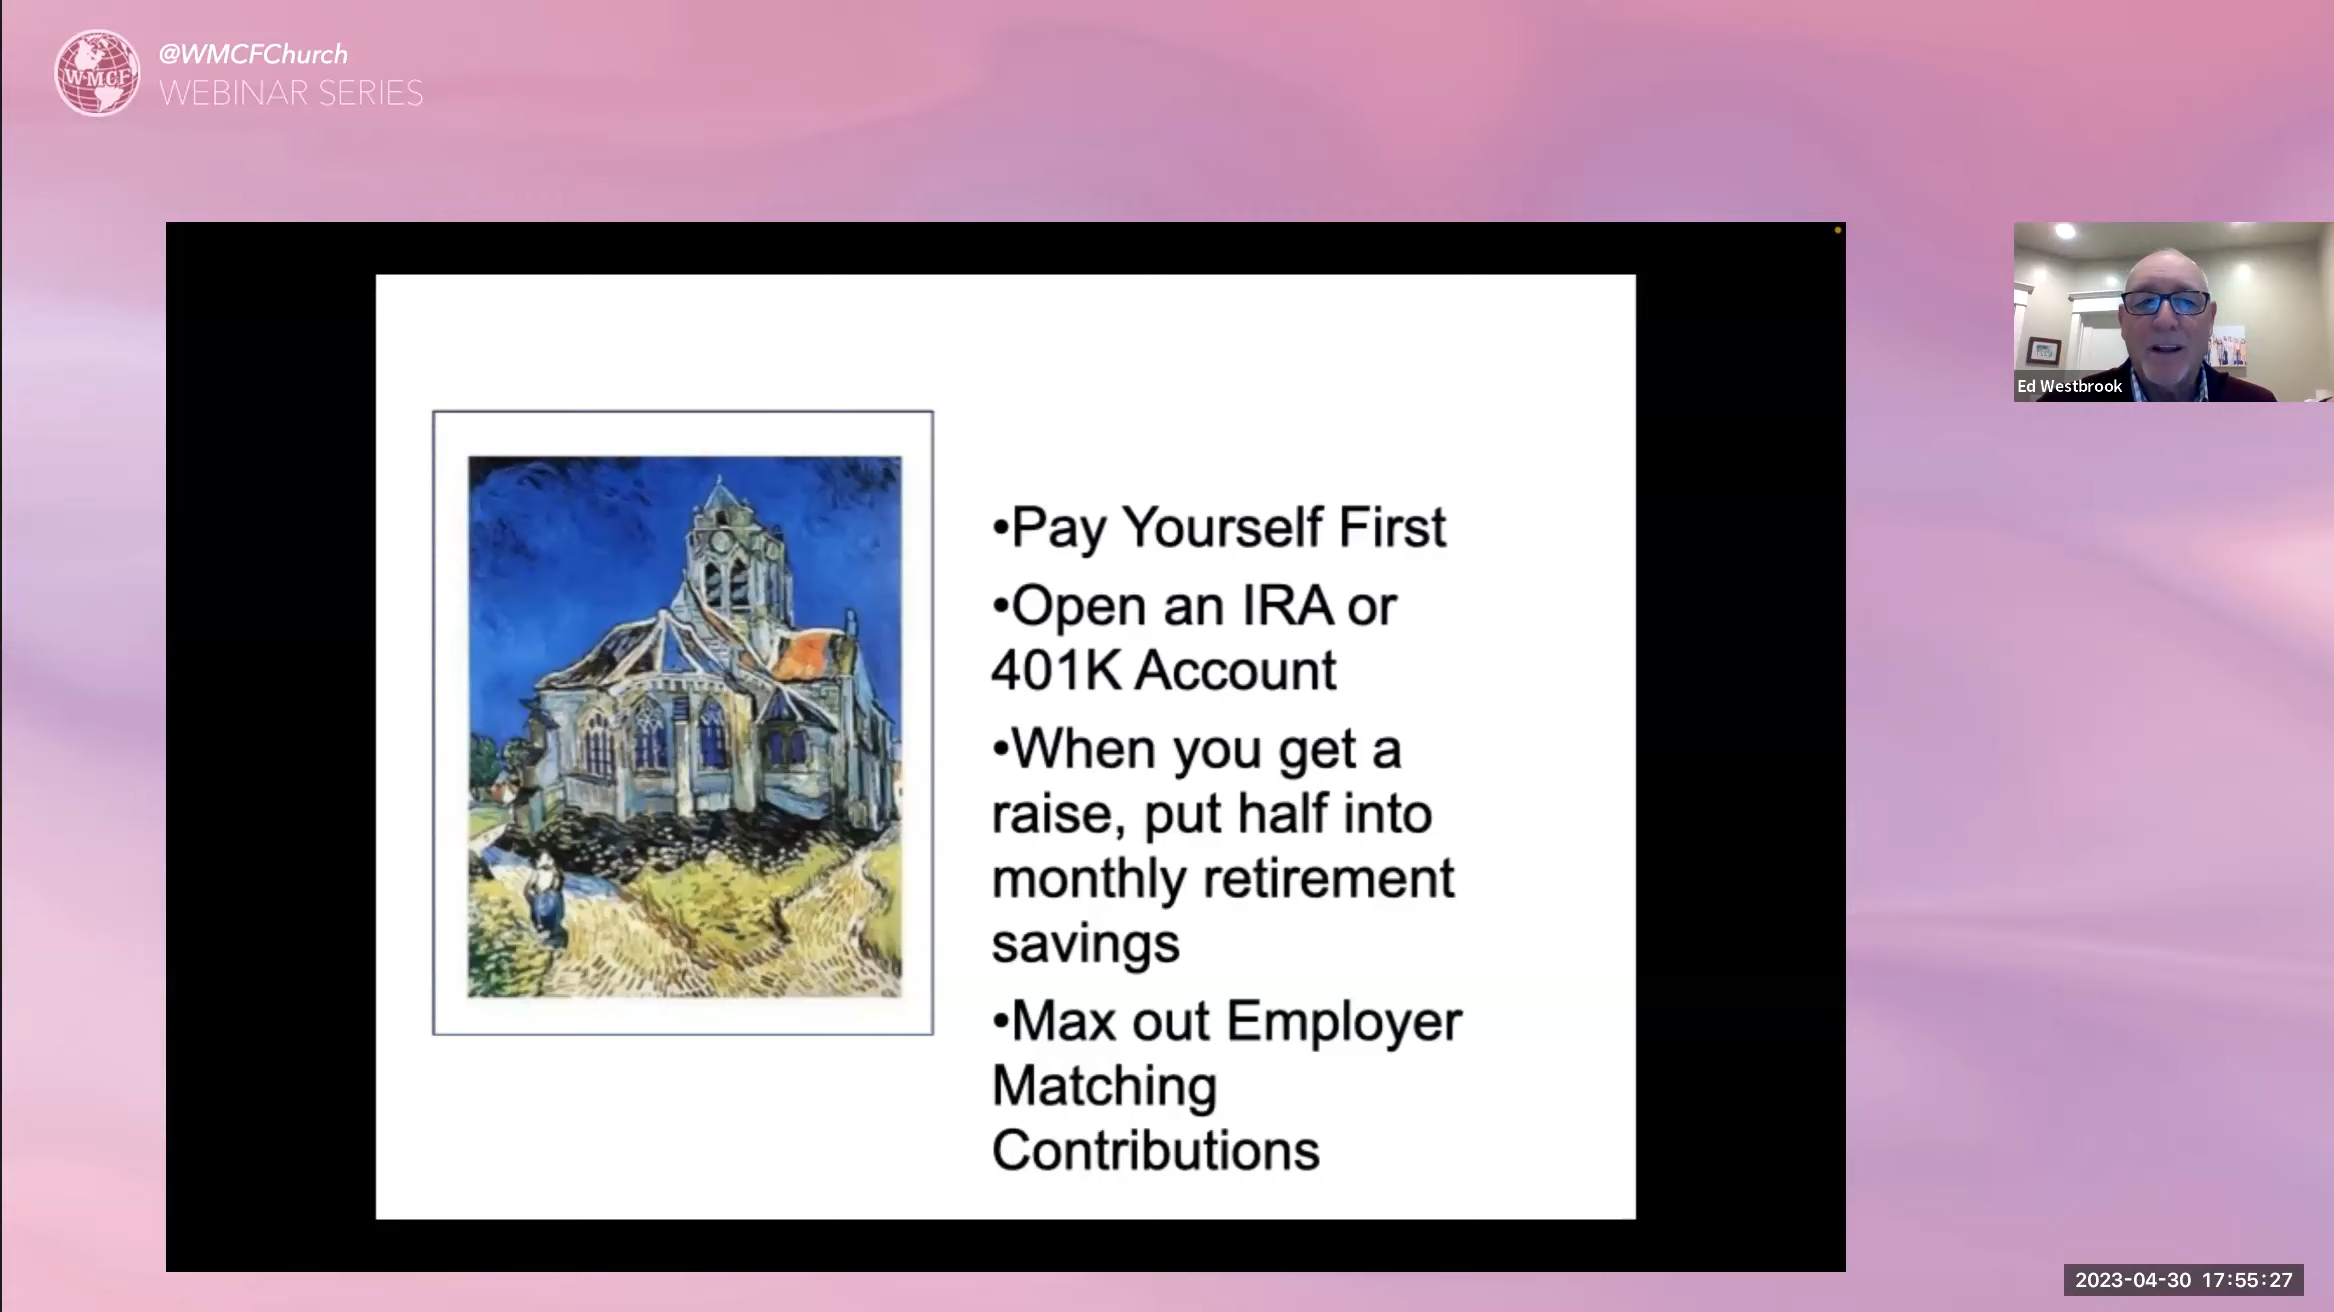 W·M·C·F
@WMCFChurch
WEBINAR SERIES
•Pay Yourself First
•Open an IRA or
401K Account
•When you get a
raise, put half into
monthly retirement
savings
•Max out Employer
Matching
Contributions
Ed Westbrook
2023-04-30 17:55:27